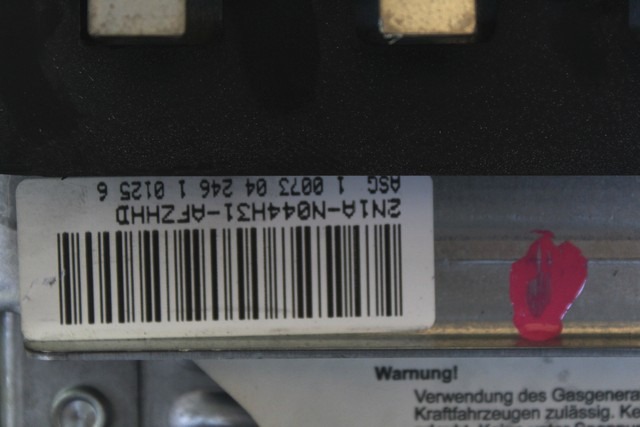 2N1A-N044H31-AFZHHD
ASG 1 0073 04 246 1 0125 6
Warnung!
Verwendung des Gasgenera
Kraftfahrzeugen zulässig. Ke